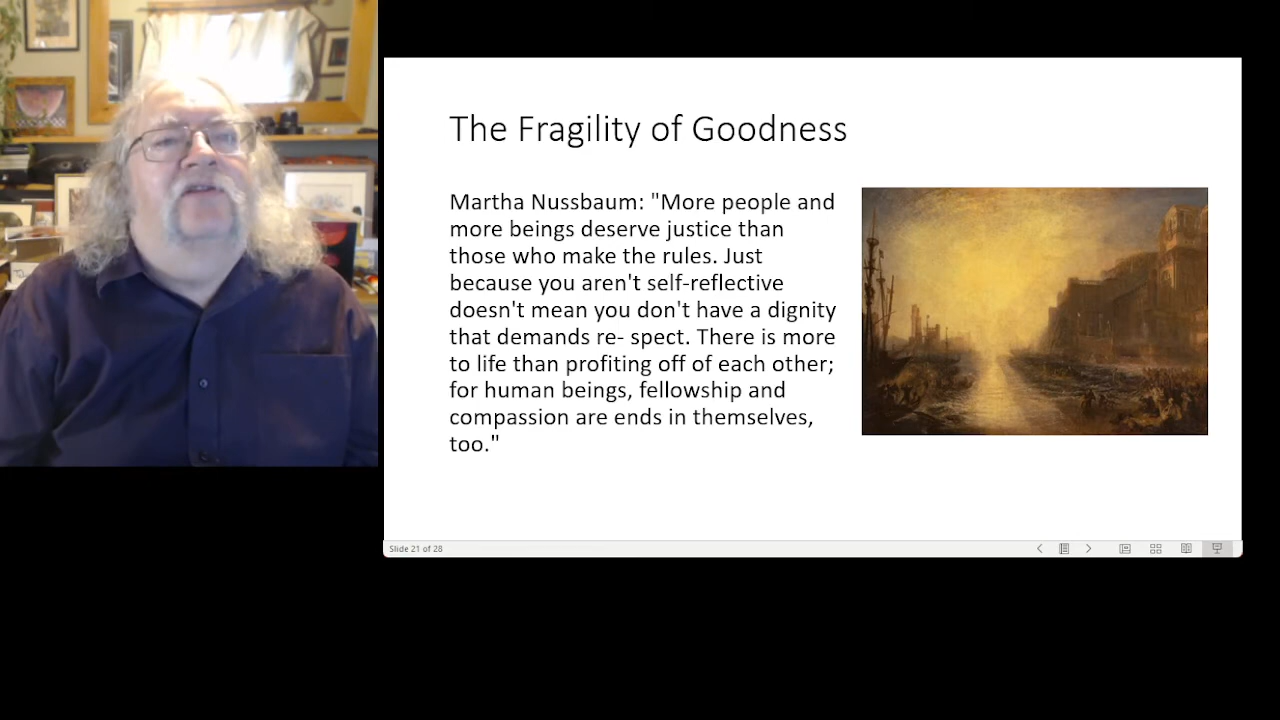 The Fragility of Goodness
Martha Nussbaum: "More people and
more beings deserve justice than
those who make the rules. Just
because you aren't self-reflective
doesn't mean you don't have a dignity
that demands re- spect. There is more
to life than profiting off of each other;
for human beings, fellowship and
compassion are ends in themselves,
too."
Slide 21 of 28